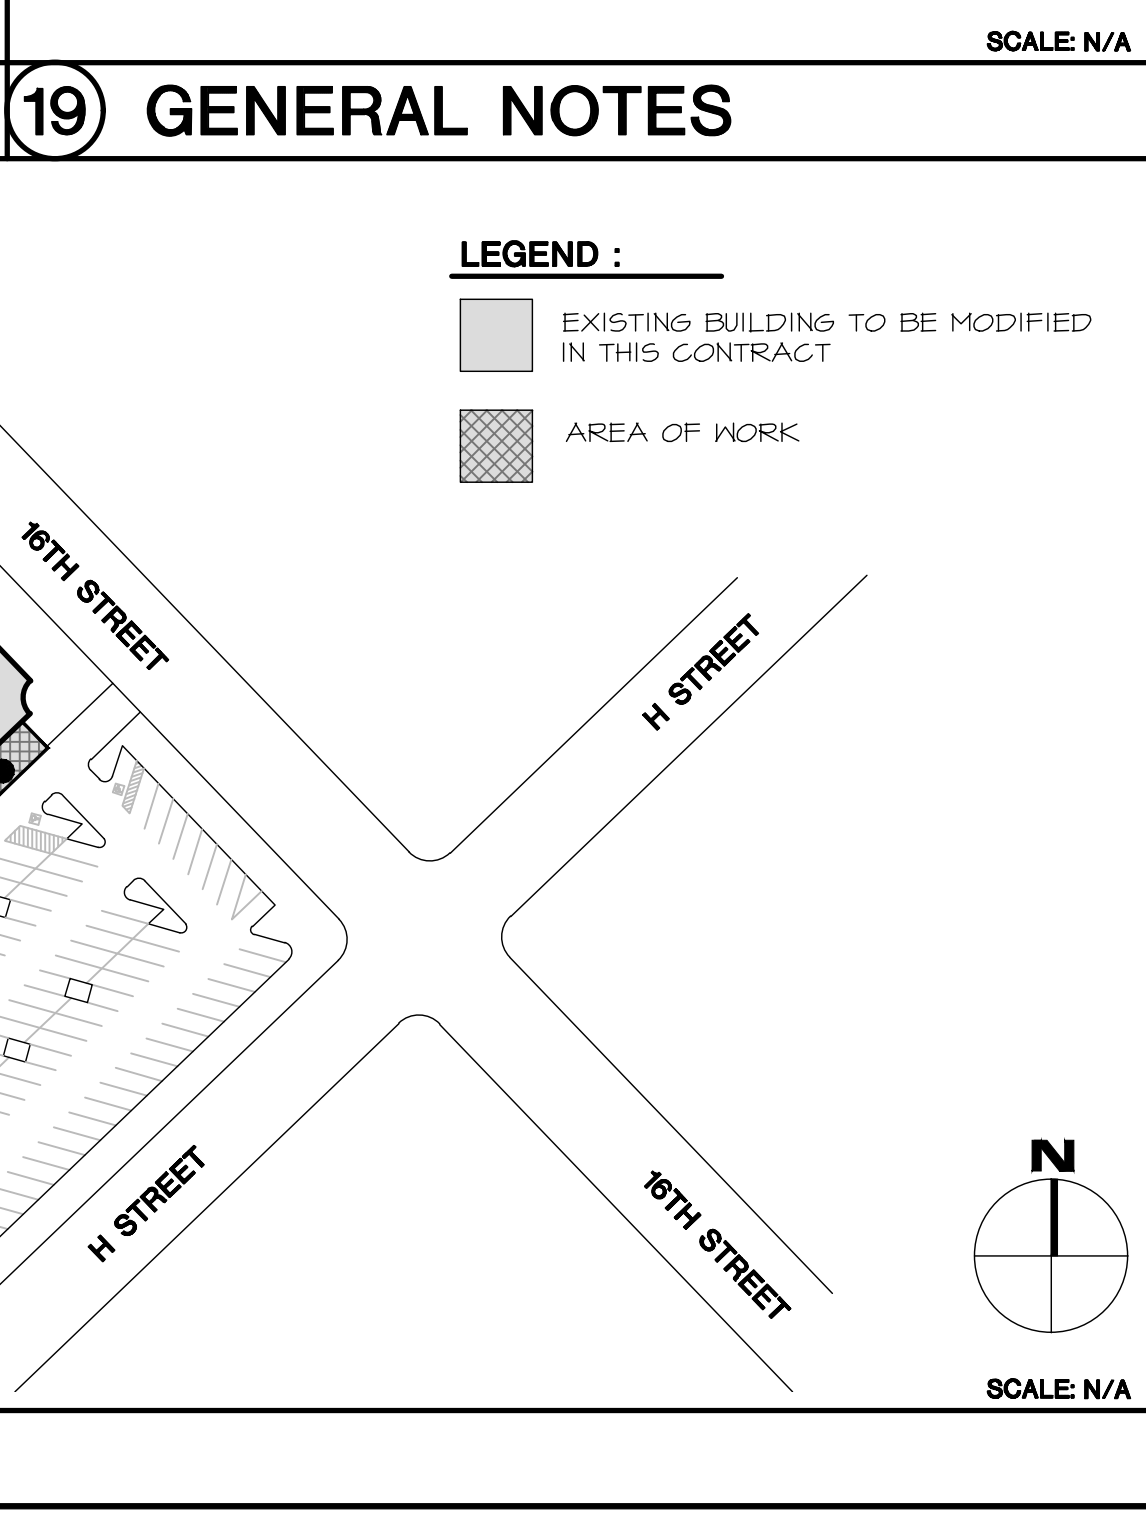 SCALE: N/A
19 GENERAL NOTES
LEGEND :
EXISTING BUILDING TO BE MODIFIED
IN THIS CONTRACT
AREA OF WORK
16TH STREET
H STREET
H STREET
16TH STREET
N
SCALE: N/A